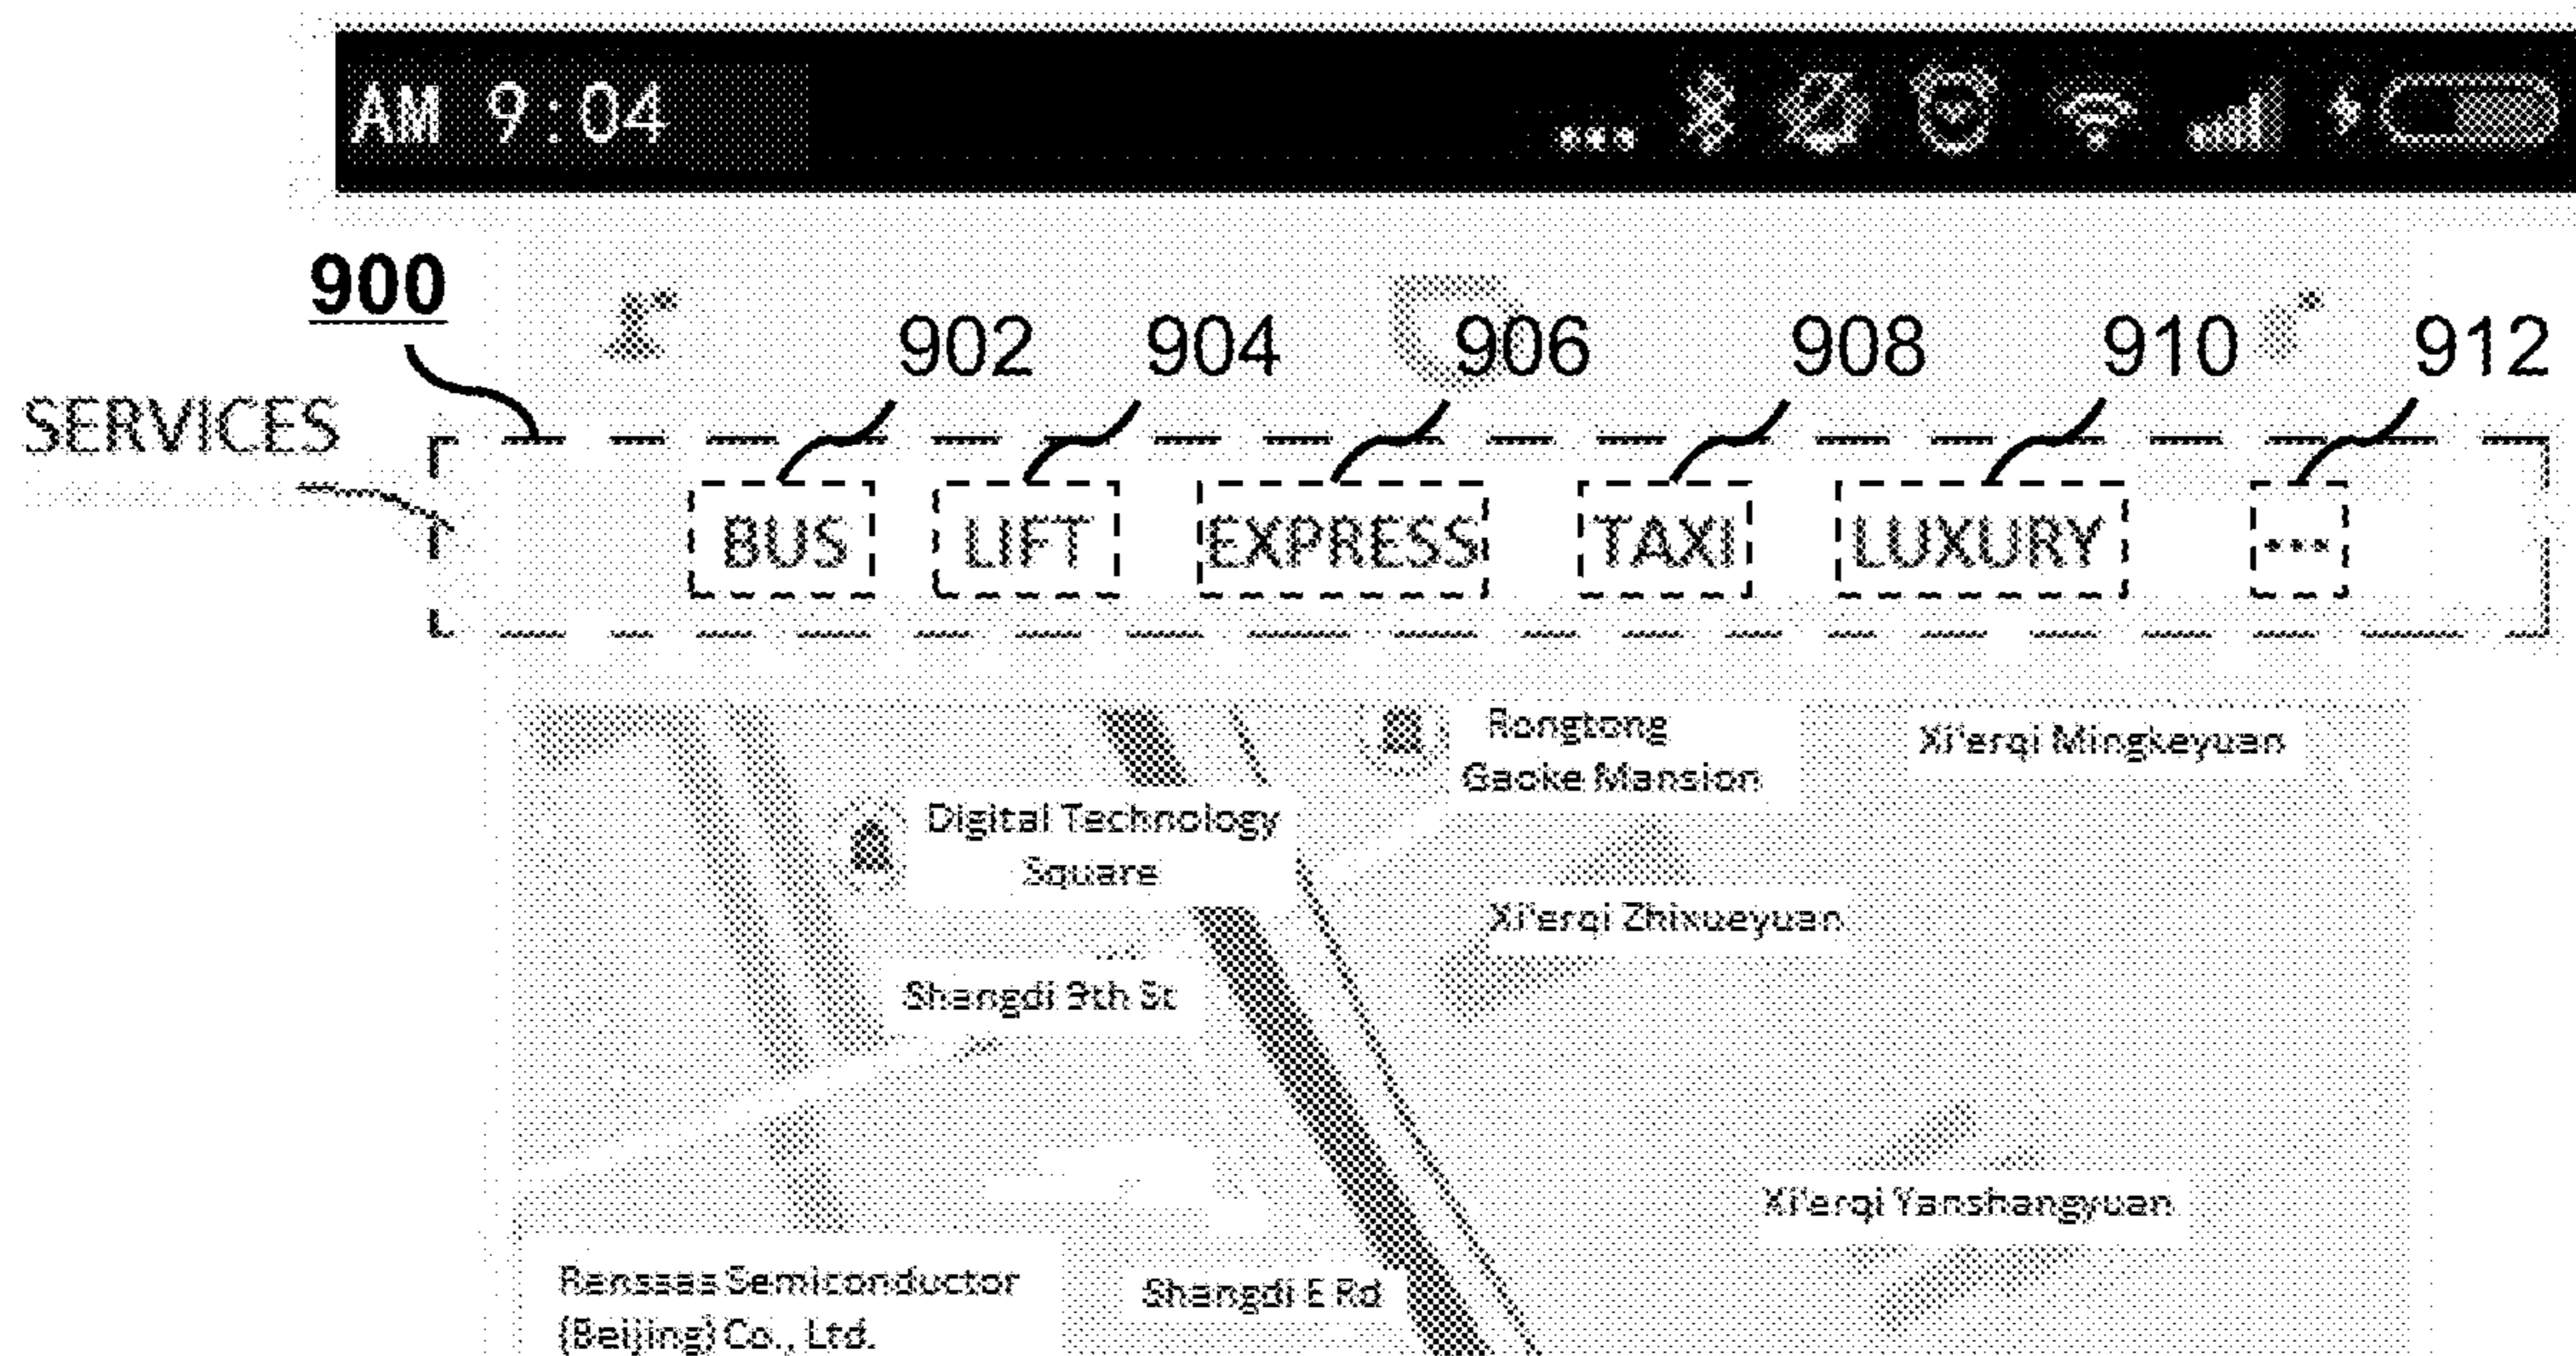 AM 9:04
900
902 904 906 908 910 912
SERVICES
BUS LIFT EXPRESS TAXI LUXURY ...
Rongtong
Gaoke Mansion
Xi'erqi Mingkeyuan
Digital Technology
Square
Xi'erqi Zhixueyuan
Shangdi 9th St
Xi'erqi Yanshangyuan
Renssas Semiconductor
(Beijing) Co., Ltd.
Shangdi E Rd